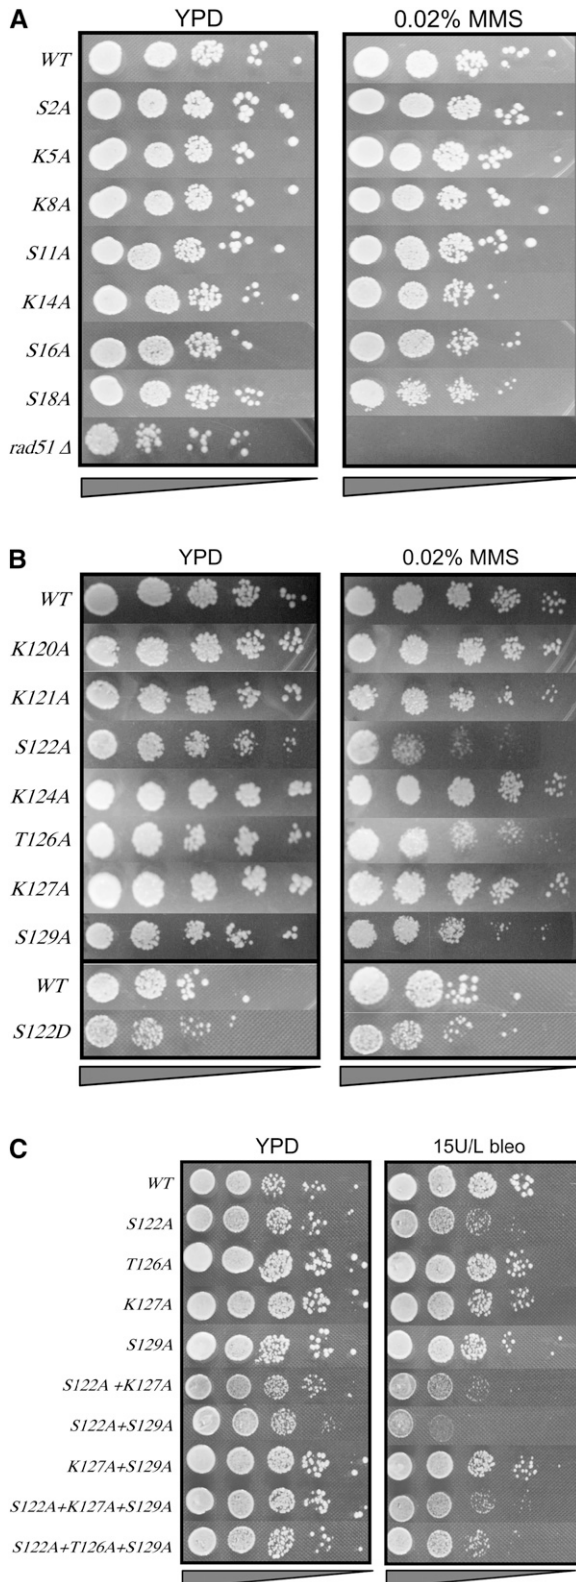 A
YPD
0.02% MMS
WT
S2A
K5A
K8A
S11A
K14A
S16A
S18A
rad51 Δ
B
YPD
0.02% MMS
WT
K120A
K121A
S122A
K124A
T126A
K127A
S129A
WT
S122D
C
YPD
15U/L bleo
WT
S122A
T126A
K127A
S129A
S122A +K127A
S122A+S129A
K127A+S129A
S122A+K127A+S129A
S122A+T126A+S129A